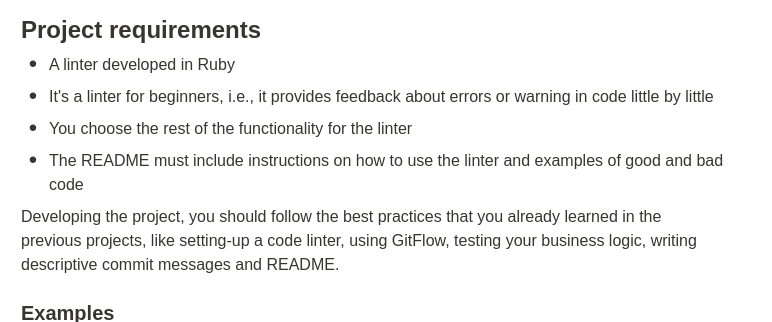 Project requirements
A linter developed in Ruby
It's a linter for beginners, i.e., it provides feedback about errors or warning in code little by little
You choose the rest of the functionality for the linter
The README must include instructions on how to use the linter and examples of good and bad
code
Developing the project, you should follow the best practices that you already learned in the
previous projects, like setting-up a code linter, using GitFlow, testing your business logic, writing
descriptive commit messages and README.
Examples